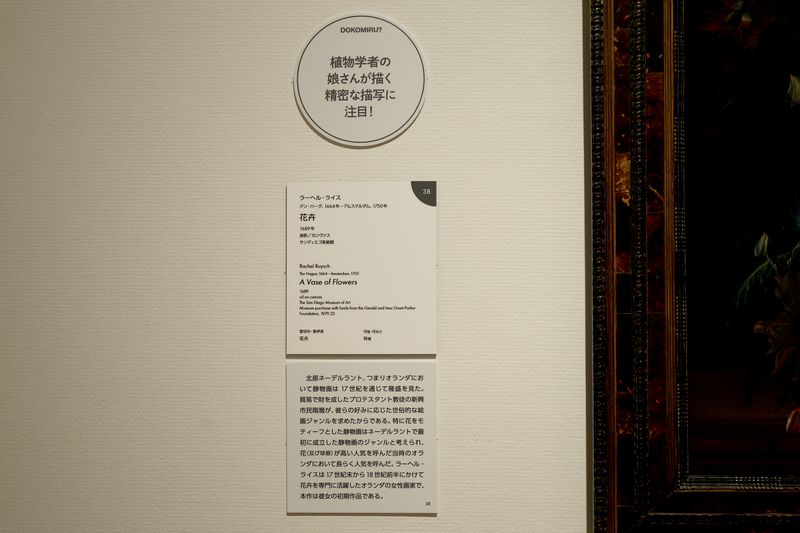 DOKOMIRU?
植物学者の
娘さんが描く
精密な描写に
注目!
38
ラーヘル・ライス
デン・ハーグ、1664年–アムステルダム、1750年
花卉
1689年
油彩/カンヴァス
サンディエゴ美術館
Rachel Ruysch
The Hague, 1664 - Amsterdam, 1750
A Vase of Flowers
1689
oil on canvas
The San Diego Museum of Art
Museum purchase with funds from the Gerald and Inez Grant Parker
Foundation, 1979.25
花卉
화병
北部ネーデルラント、つまりオランダにお
いて静物画は17世紀を通じて隆盛を見た。
貿易で財を成したプロテスタント教徒の新興
市民階層が、彼らの好みに応じた世俗的な絵
画ジャンルを求めたからである。特に花をモ
ティーフとした静物画はネーデルラントで最
初に成立した静物画のジャンルと考えられ、
花(及び球根)が高い人気を呼んだ当時のオラ
ンダにおいて長らく人気を呼んだ。ラーヘル・
ライスは17世紀末から18世紀前半にかけて
花卉を専門に活躍したオランダの女性画家で、
本作は彼女の初期作品である。
38